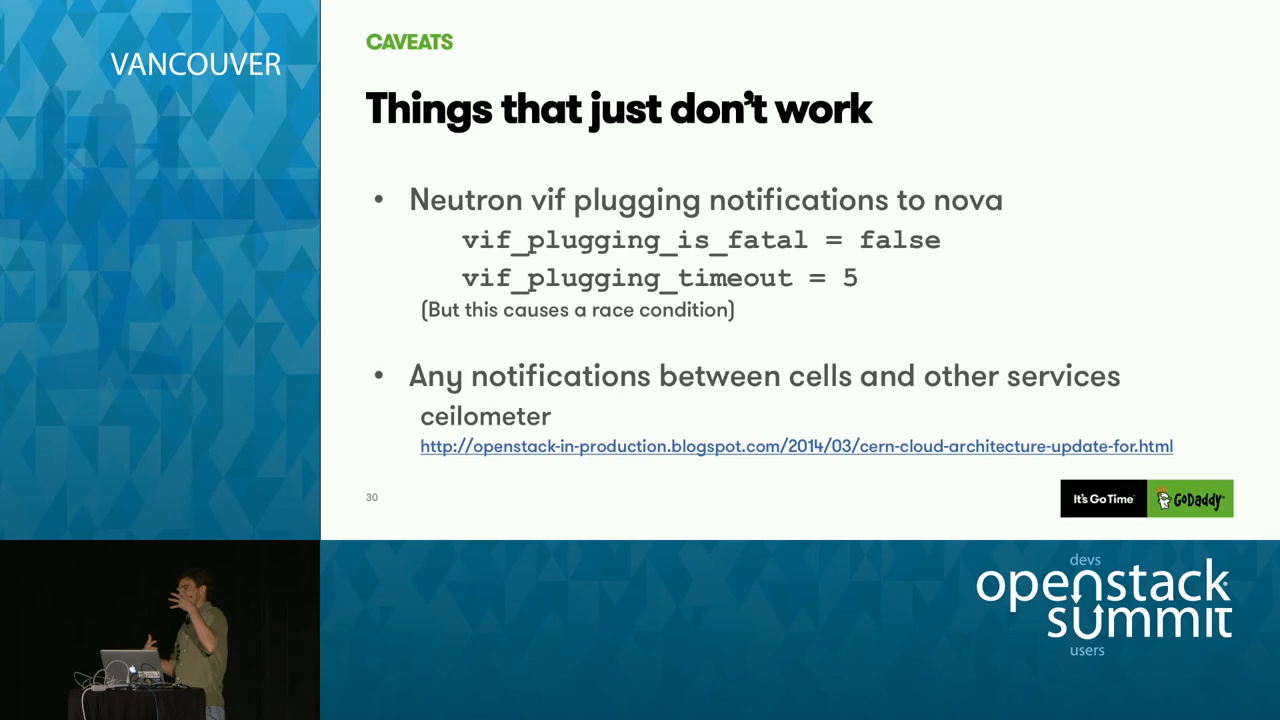 VANCOUVER
CAVEATS
Things that just don't work
• Neutron vif plugging notifications to nova
vif_plugging_is_fatal = false
vif_plugging_timeout = 5
(But this causes a race condition)
• Any notifications between cells and other services
ceilometer
http://openstack-in-production.blogspot.com/2014/03/cern-cloud-architecture-update-for.html
30
It's Go Time
GoDaddy
devs
openstack
summit
users